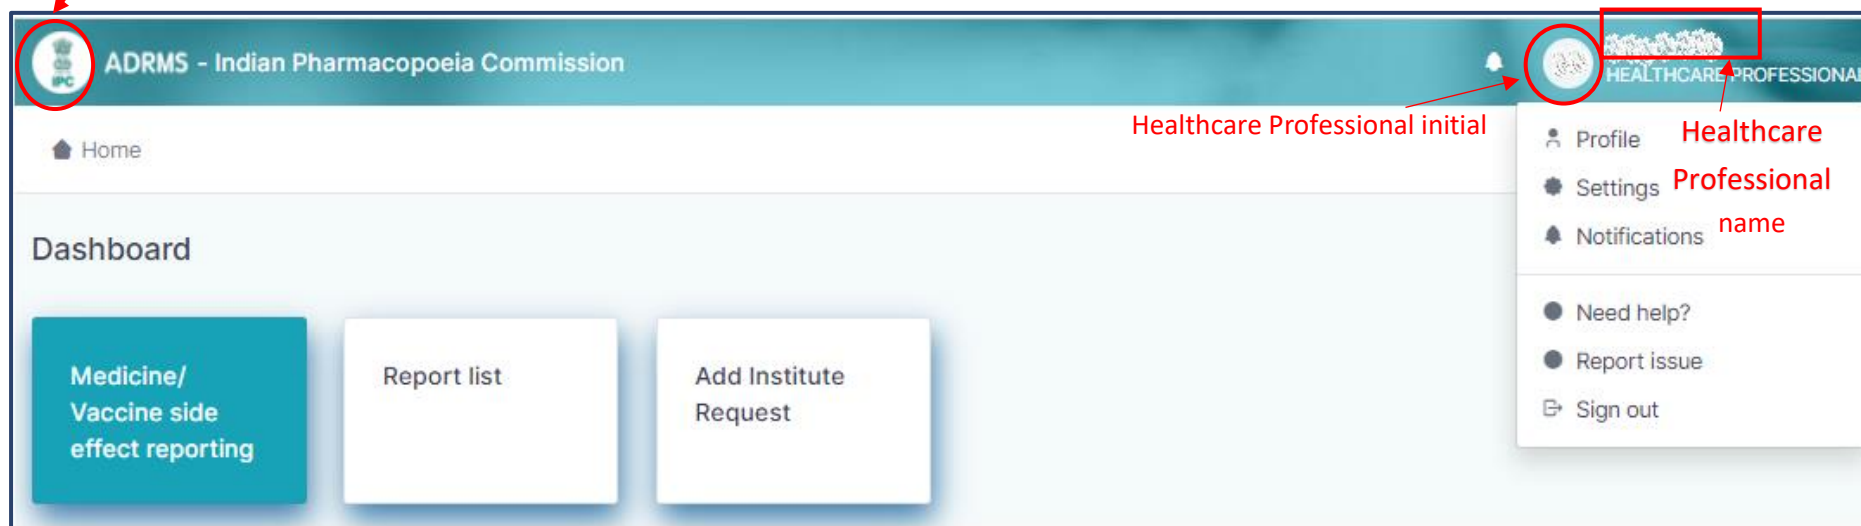 IPC
ADRMS - Indian Pharmacopoeia Commission
HEALTHCARE PROFESSIONAL
Healthcare Professional initial
Healthcare
Professional
name
Home
Profile
Settings
Notifications
Need help?
Report issue
Sign out
Dashboard
Medicine/
Vaccine side
effect reporting
Report list
Add Institute
Request